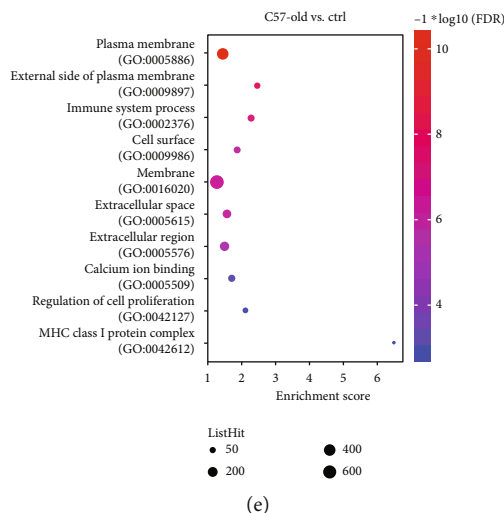 C57-old vs. ctrl
–1 *log10 (FDR)
Plasma membrane
(GO:0005886)
External side of plasma membrane
(GO:0009897)
Immune system process
(GO:0002376)
Cell surface
(GO:0009986)
Membrane
(GO:0016020)
Extracellular space
(GO:0005615)
Extracellular region
(GO:0005576)
Calcium ion binding
(GO:0005509)
Regulation of cell proliferation
(GO:0042127)
MHC class I protein complex
(GO:0042612)
10
8
6
4
1 2 3 4 5 6
Enrichment score
ListHit
50 400
200 600
(e)